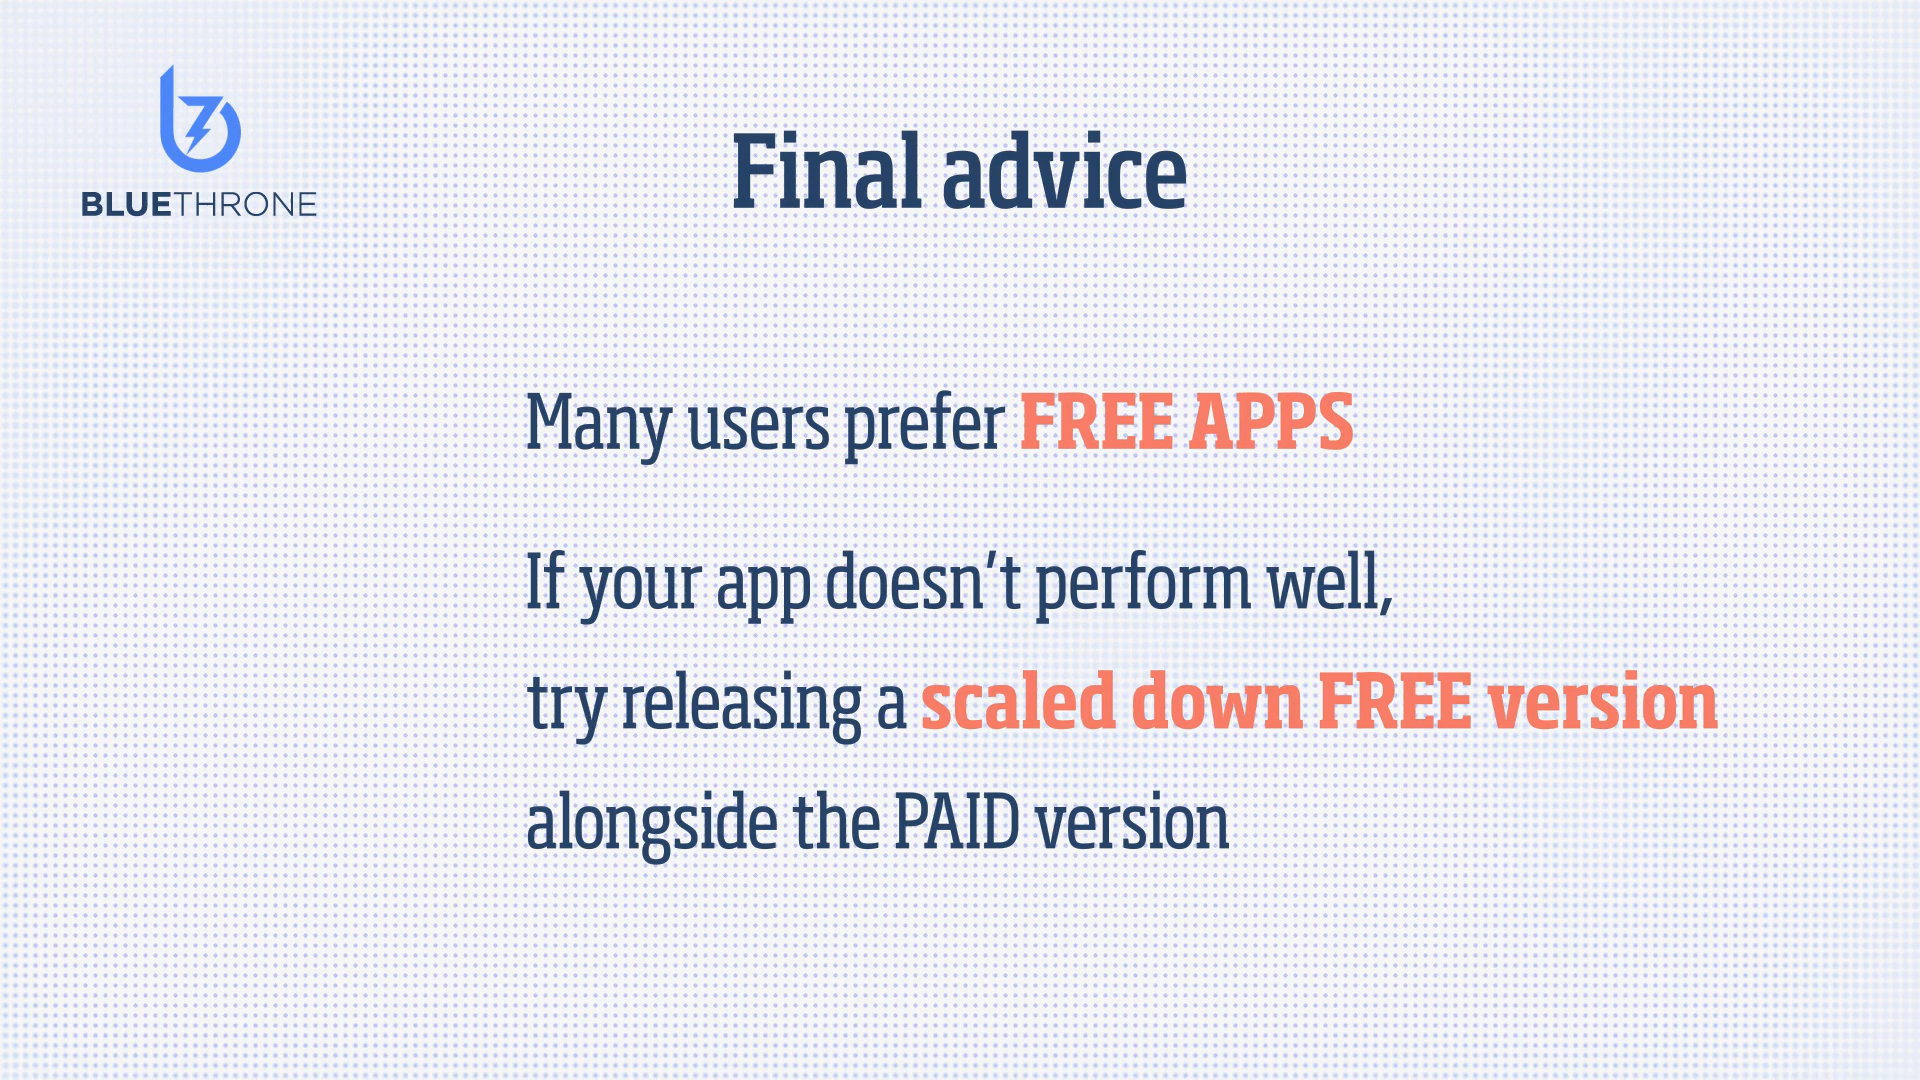 BLUETHRONE
Final advice
Many users prefer FREE APPS
If your app doesn't perform well,
try releasing a scaled down FREE version
alongside the PAID version